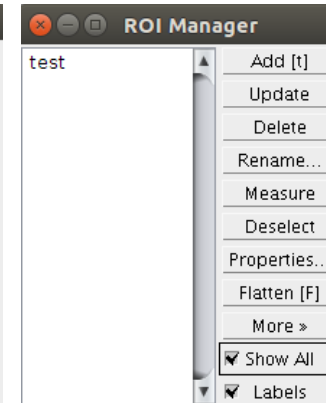 ROI Manager
test
Add [t]
Update
Delete
Rename...
Measure
Deselect
Properties..
Flatten [F]
More »
Show All
Labels